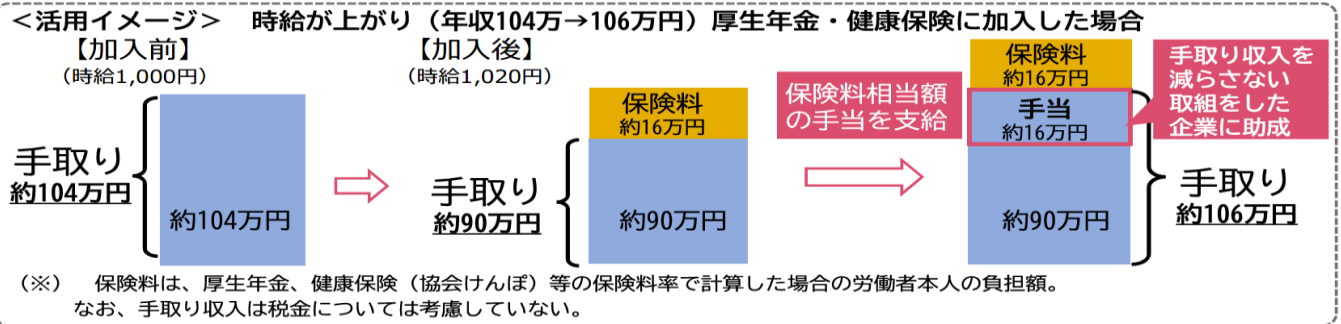 ＜活用イメージ＞　時給が上がり（年収104万→106万円）厚生年金・健康保険に加入した場合
【加入前】
（時給1,000円）
手取り
約104万円
約104万円
【加入後】
（時給1,020円）
手取り
約90万円
保険料
約16万円
約90万円
保険料相当額
の手当を支給
保険料
約16万円
手当
約16万円
約90万円
手取り収入を
減らさない
取組をした
企業に助成
手取り
約106万円
（※）　保険料は、厚生年金、健康保険（協会けんぽ）等の保険料率で計算した場合の労働者本人の負担額。
なお、手取り収入は税金については考慮していない。